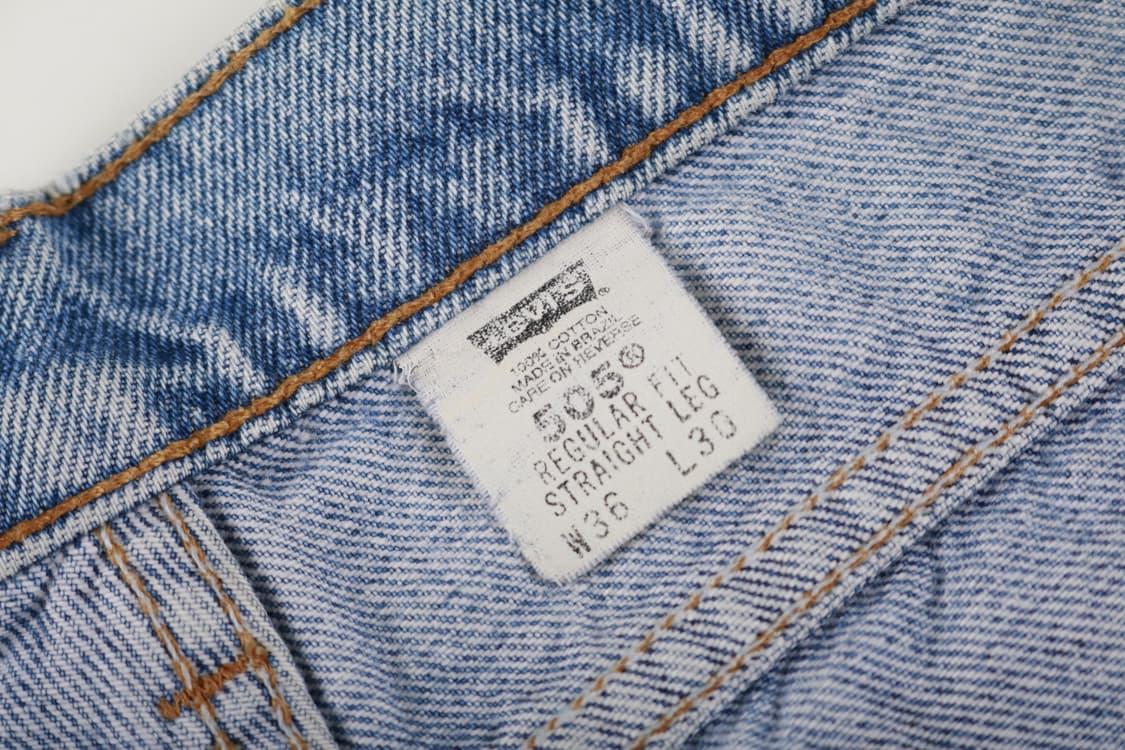 LEVI'S®
100% COTTON
MADE IN BRAZIL
CARE ON REVERSE
505®
REGULAR FIT
STRAIGHT LEG
W36 L30